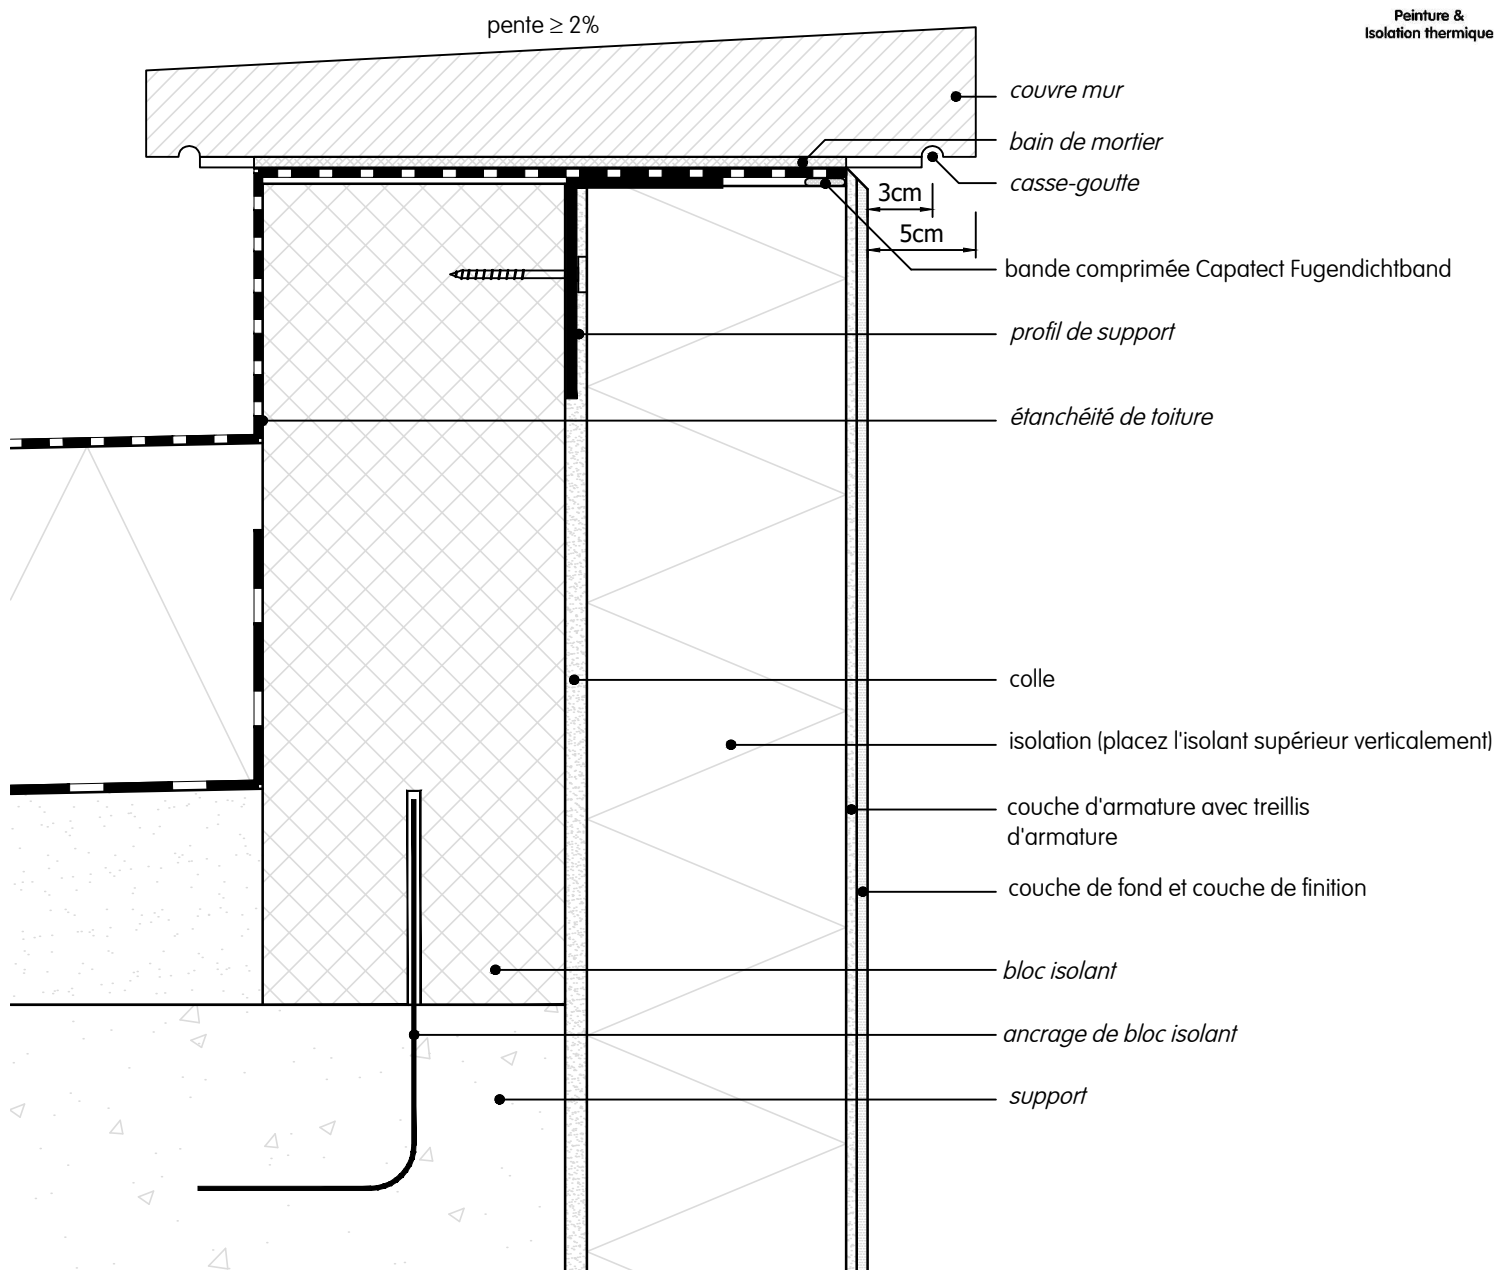 pente ≥ 2%
Peinture &
Isolation thermique
couvre mur
bain de mortier
casse-goutte
3cm
5cm
bande comprimée Capatect Fugendichtband
profil de support
étanchéité de toiture
colle
isolation (placez l'isolant supérieur verticalement)
couche d'armature avec treillis
d'armature
couche de fond et couche de finition
bloc isolant
ancrage de bloc isolant
support